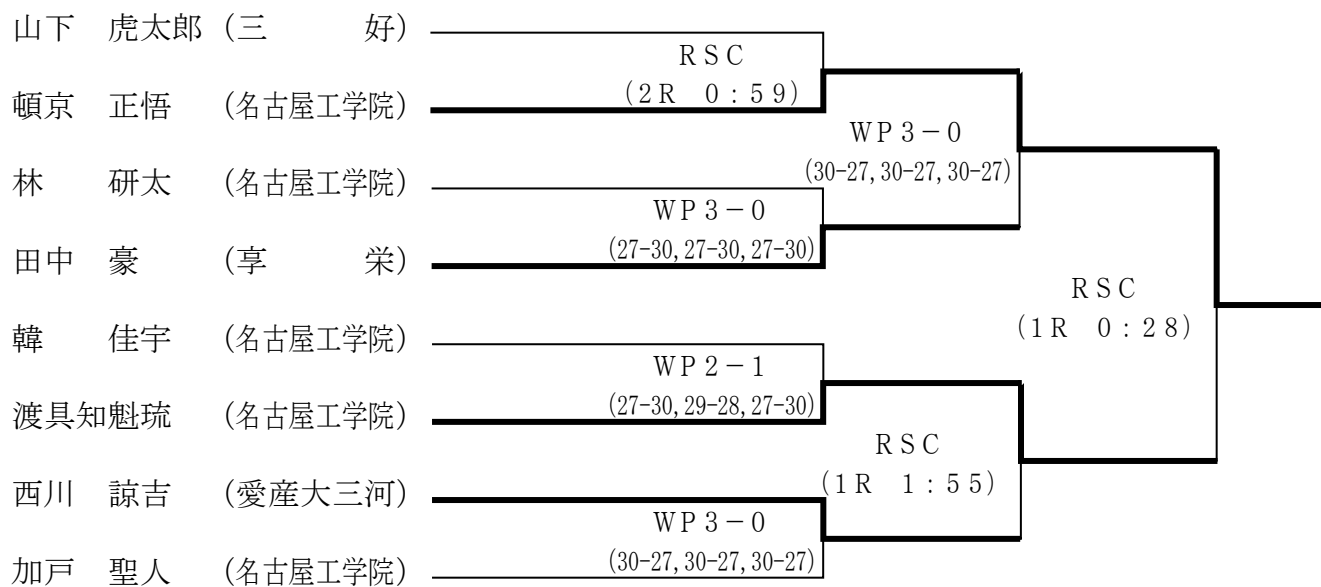 山下　虎太郎（三　　　好）
RSC
(2R 0:59)
頓京　正悟　（名古屋工学院）
WP3－0
(30-27,30-27,30-27)
林　　研太　（名古屋工学院）
WP3－0
(27-30,27-30,27-30)
田中　豪　　（享　　　栄）
RSC
(1R 0:28)
韓　　佳宇　（名古屋工学院）
WP2－1
(27-30,29-28,27-30)
渡具知魁琉　（名古屋工学院）
RSC
(1R 1:55)
西川　諒吉　（愛産大三河）
WP3－0
(30-27,30-27,30-27)
加戸　聖人　（名古屋工学院）